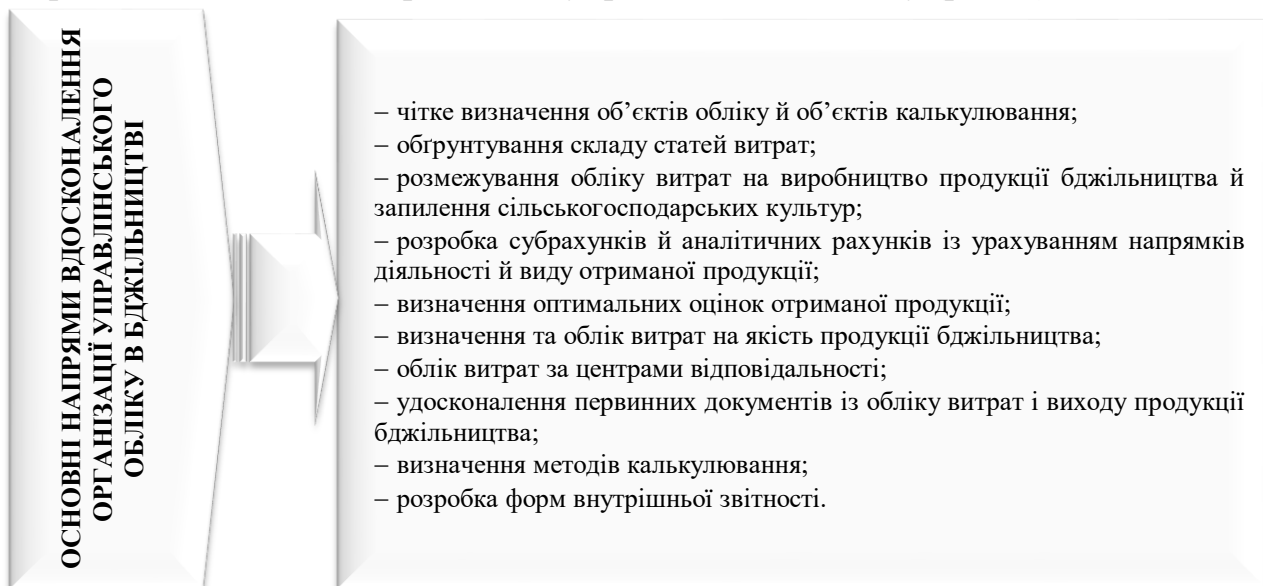 ОСНОВНІ НАПРЯМИ ВДОСКОНАЛЕННЯ
ОРГАНІЗАЦІЇ УПРАВЛІНСЬКОГО
ОБЛІКУ В БДЖІЛЬНИЦТВІ
– чітке визначення об’єктів обліку й об’єктів калькулювання;
– обґрунтування складу статей витрат;
– розмежування обліку витрат на виробництво продукції бджільництва й
запилення сільськогосподарських культур;
– розробка субрахунків й аналітичних рахунків із урахуванням напрямків
діяльності й виду отриманої продукції;
– визначення оптимальних оцінок отриманої продукції;
– визначення та облік витрат на якість продукції бджільництва;
– облік витрат за центрами відповідальності;
– удосконалення первинних документів із обліку витрат і виходу продукції
бджільництва;
– визначення методів калькулювання;
– розробка форм внутрішньої звітності.